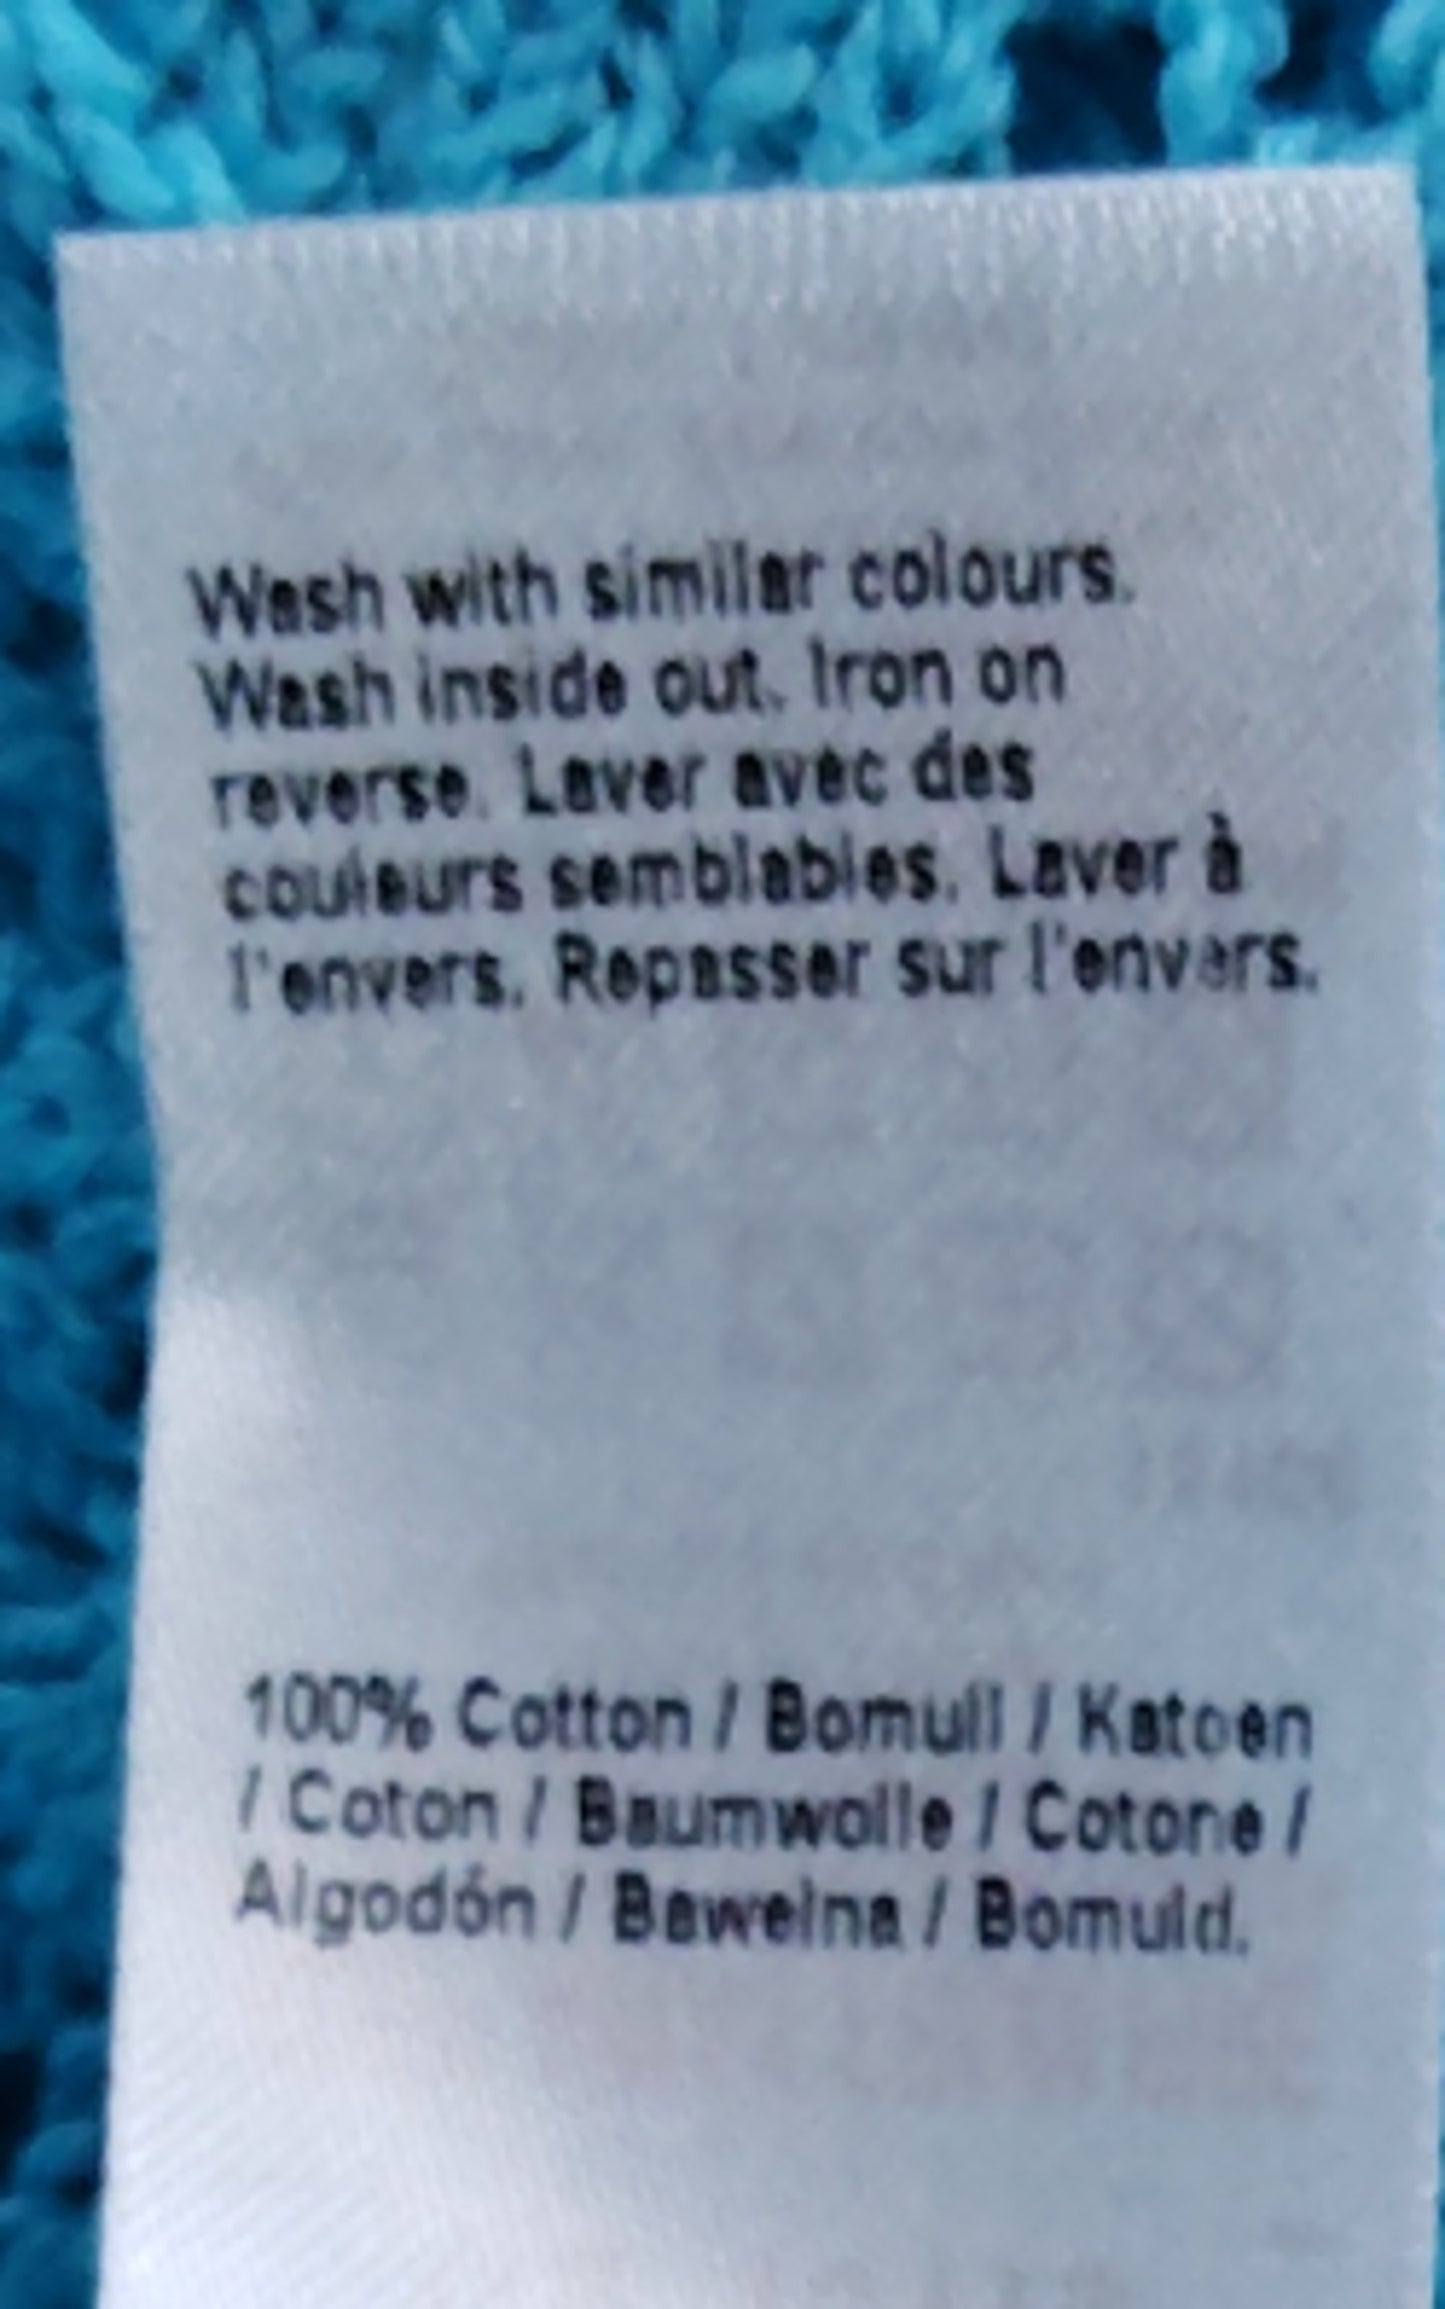 Wash with similar colours.
Wash inside out. Iron on
reverse. Laver avec des
couleurs semblables. Laver à
l'envers. Repasser sur l'envers.
100% Cotton / Bomull / Katoen
/ Coton / Baumwolle / Cotone /
Algodón / Bawełna / Bomuld.